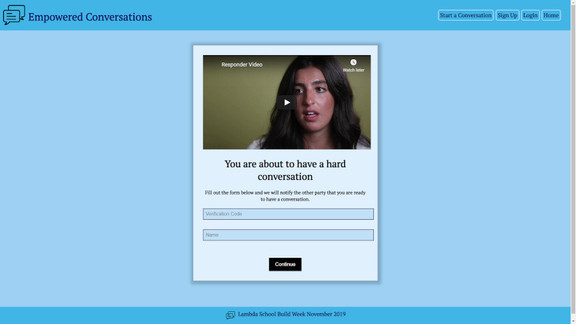 Empowered Conversations
Start a Conversation
Sign Up
Login
Home
Responder Video
Watch later
You are about to have a hard
conversation
Fill out the form below and we will notify the other party that you are ready
to have a conversation.
Verification Code
Name
Continue
Lambda School Build Week November 2019